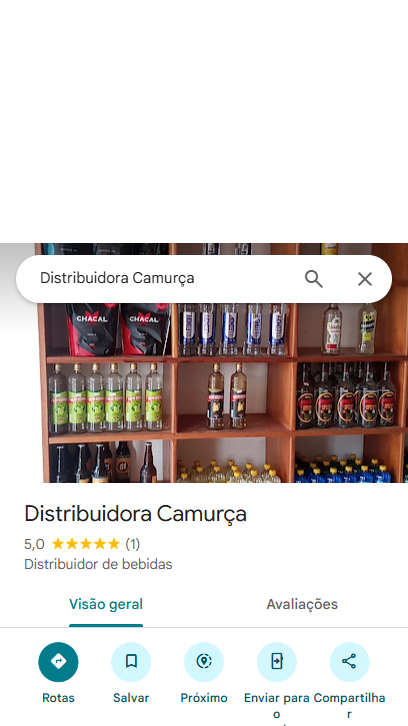 Distribuidora Camurça
CHACAL CHACAL
Distribuidora Camurça
5,0 (1)
Distribuidor de bebidas
Visão geral Avaliações
Rotas Salvar Próximo Enviar para o Compartilhar